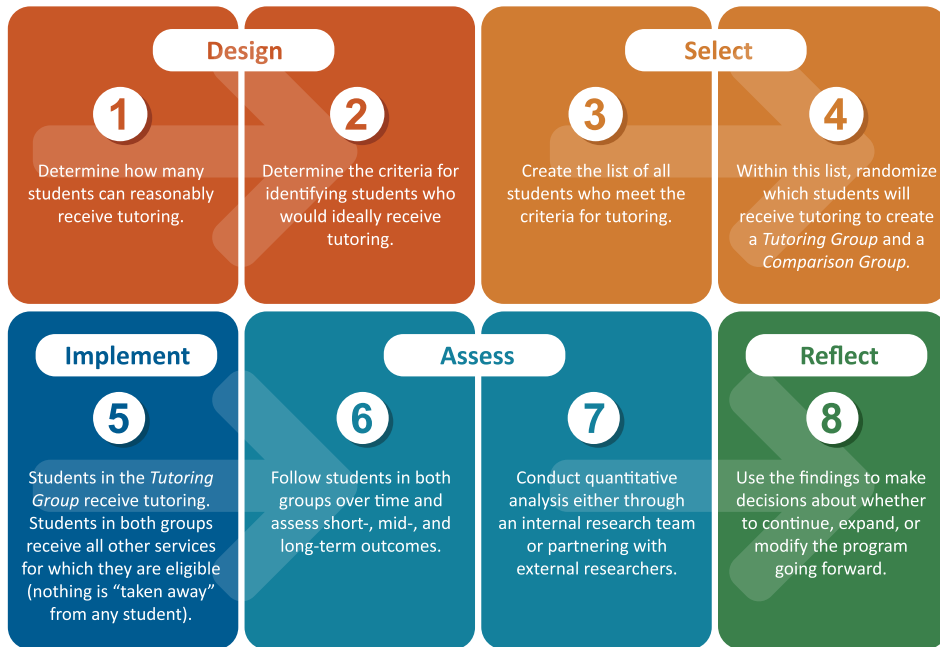 Design
1
Determine how many
students can reasonably
receive tutoring.
2
Determine the criteria for
identifying students who
would ideally receive
tutoring.
Select
3
Create the list of all
students who meet the
criteria for tutoring.
4
Within this list, randomize
which students will
receive tutoring to create
a Tutoring Group and a
Comparison Group.
Implement
5
Students in the Tutoring
Group receive tutoring.
Students in both groups
receive all other services
for which they are eligible
(nothing is “taken away”
from any student).
Assess
6
Follow students in both
groups over time and
assess short-, mid-, and
long-term outcomes.
7
Conduct quantitative
analysis either through
an internal research team
or partnering with
external researchers.
Reflect
8
Use the findings to make
decisions about whether
to continue, expand, or
modify the program
going forward.